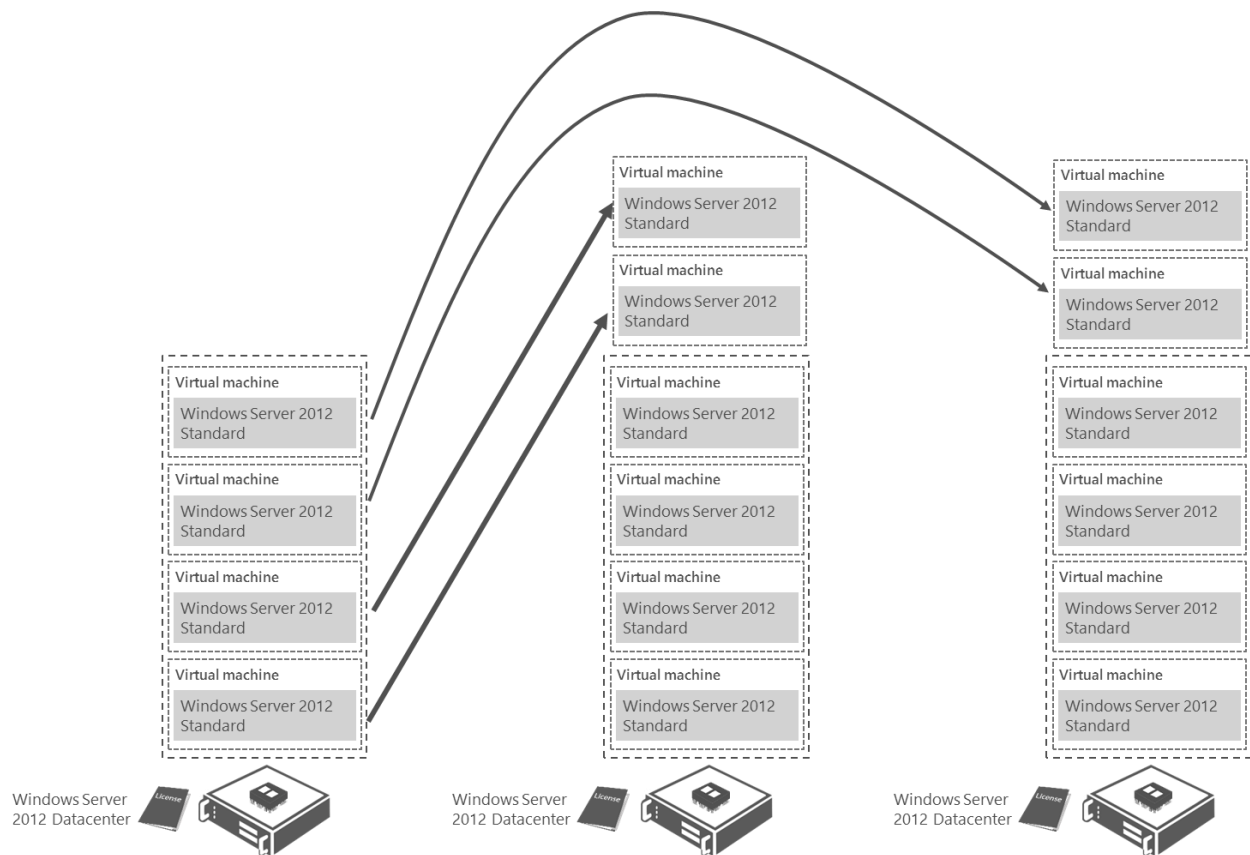 Virtual machine
Windows Server 2012
Standard
Virtual machine
Windows Server 2012
Standard
Virtual machine
Windows Server 2012
Standard
Virtual machine
Windows Server 2012
Standard
Windows Server
2012 Datacenter
License
Virtual machine
Windows Server 2012
Standard
Virtual machine
Windows Server 2012
Standard
Virtual machine
Windows Server 2012
Standard
Virtual machine
Windows Server 2012
Standard
Virtual machine
Windows Server 2012
Standard
Virtual machine
Windows Server 2012
Standard
Windows Server
2012 Datacenter
License
Virtual machine
Windows Server 2012
Standard
Virtual machine
Windows Server 2012
Standard
Virtual machine
Windows Server 2012
Standard
Virtual machine
Windows Server 2012
Standard
Virtual machine
Windows Server 2012
Standard
Virtual machine
Windows Server 2012
Standard
Windows Server
2012 Datacenter
License